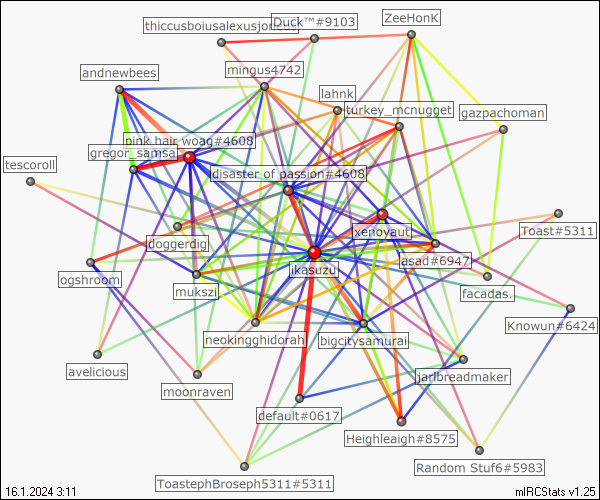 ZeeHonK
thiccusboiusalexusjoncus
Duck™#9103
andnewbees
mingus4742
lahnk
turkey_mcnugget
gazpachoman
pink hair woag#4608
gregor_samsa
tescoroll
disaster of passion#4608
doggerdig
xenoyaut
Toast#5311
asad#6947
ogshroom
mukszi
ikasuzu
facadas.
Knowun#6424
neokingghidorah
bigcitysamurai
avelicious
moonraven
jarlbreadmaker
default#0617
Heighleaigh#8575
Random Stuf6#5983
ToastephBroseph5311#5311
16.1.2024 3:11
mIRCStats v1.25